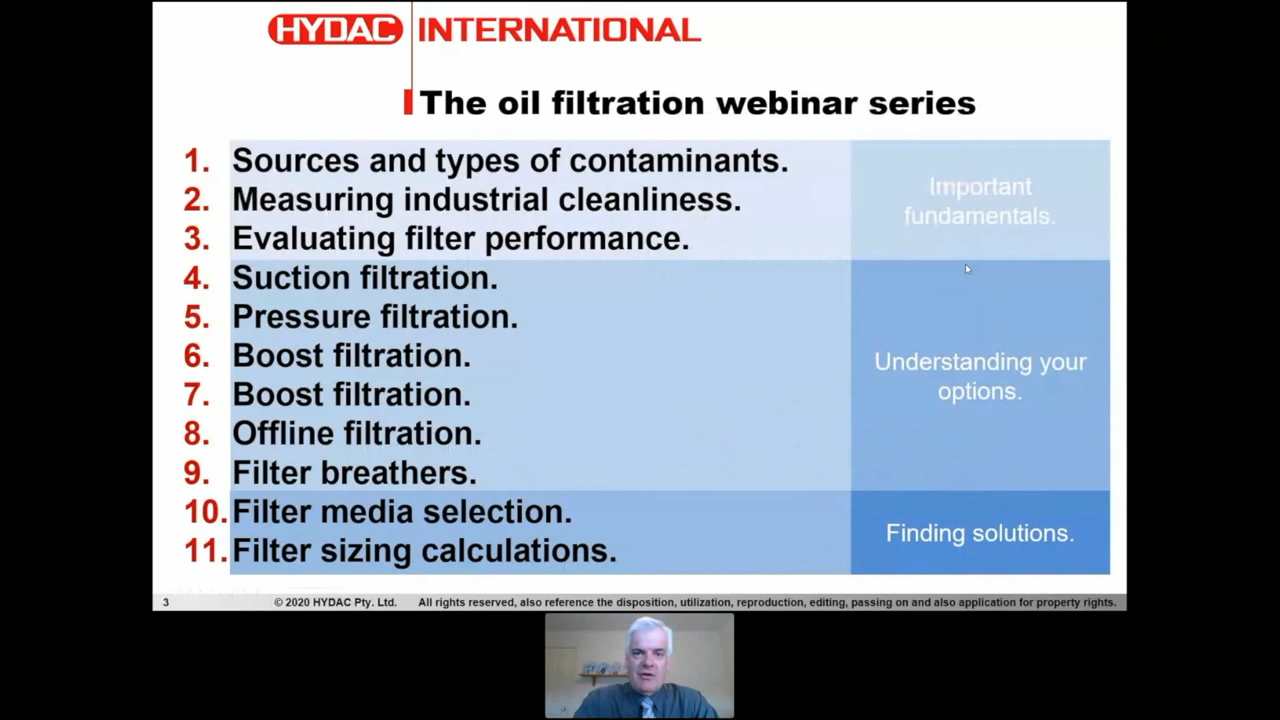 HYDAC INTERNATIONAL
The oil filtration webinar series
1. Sources and types of contaminants.
2. Measuring industrial cleanliness.
3. Evaluating filter performance.
Important
fundamentals.
4. Suction filtration.
5. Pressure filtration.
6. Boost filtration.
7. Boost filtration.
8. Offline filtration.
9. Filter breathers.
Understanding your
options.
10. Filter media selection.
11. Filter sizing calculations.
Finding solutions.
3 © 2020 HYDAC Pty. Ltd. All rights reserved, also reference the disposition, utilization, reproduction, editing, passing on and also application for property rights.